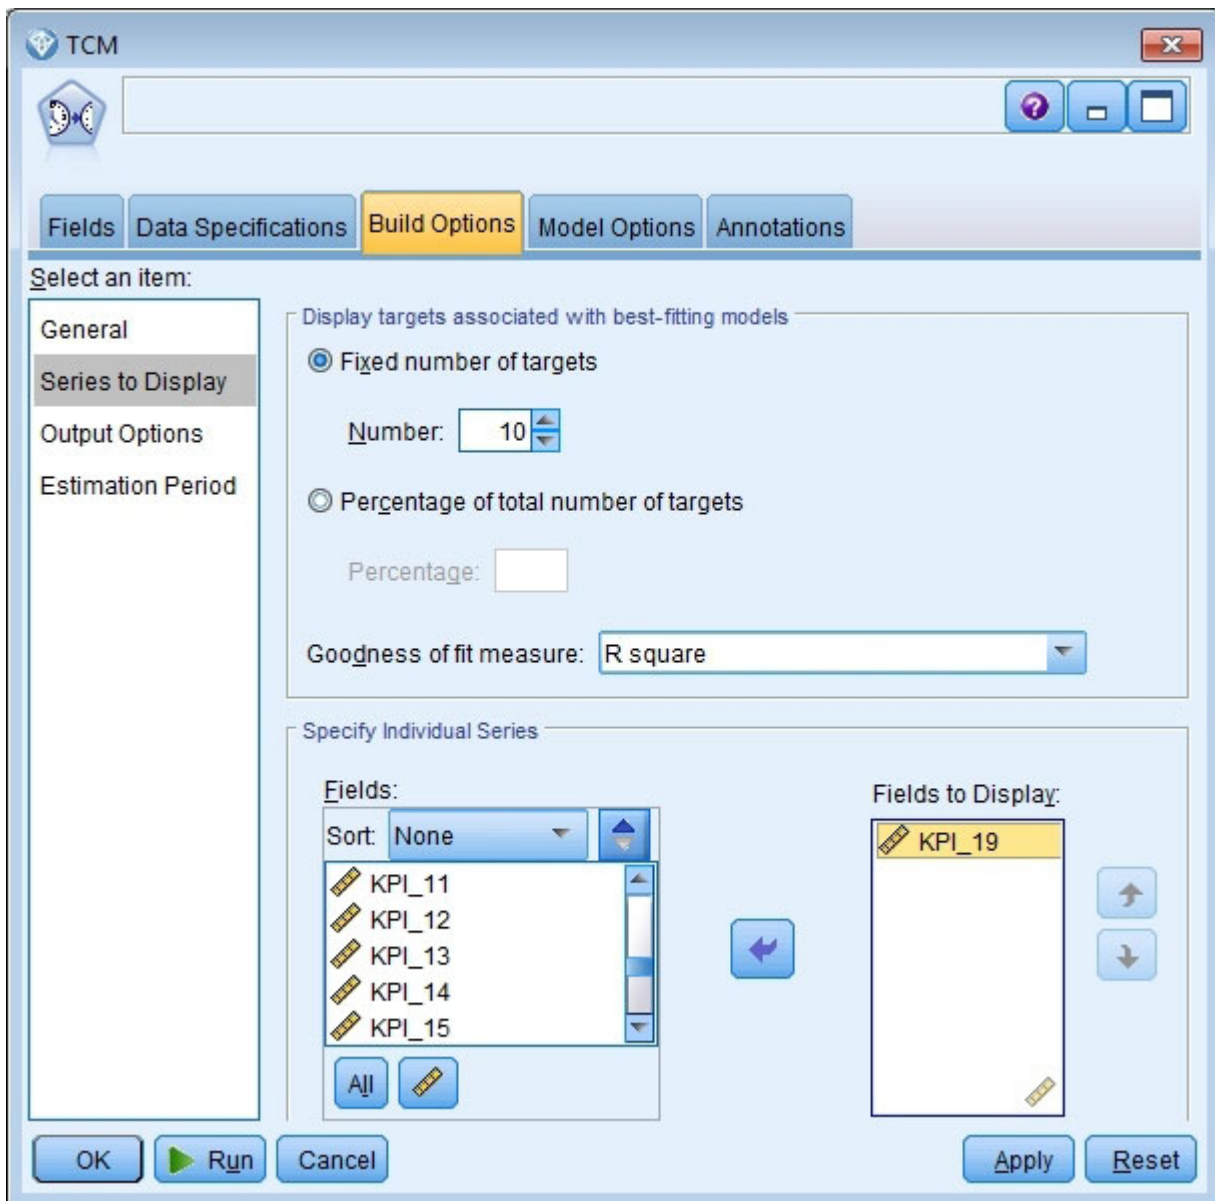 TCM
Fields Data Specifications Build Options Model Options Annotations
Select an item:
General
Series to Display
Output Options
Estimation Period
Display targets associated with best-fitting models
Fixed number of targets
Number: 10
Percentage of total number of targets
Percentage:
Goodness of fit measure: R square
Specify Individual Series
Fields:
Sort: None
KPI_11
KPI_12
KPI_13
KPI_14
KPI_15
All
Fields to Display:
KPI_19
OK Run Cancel Apply Reset